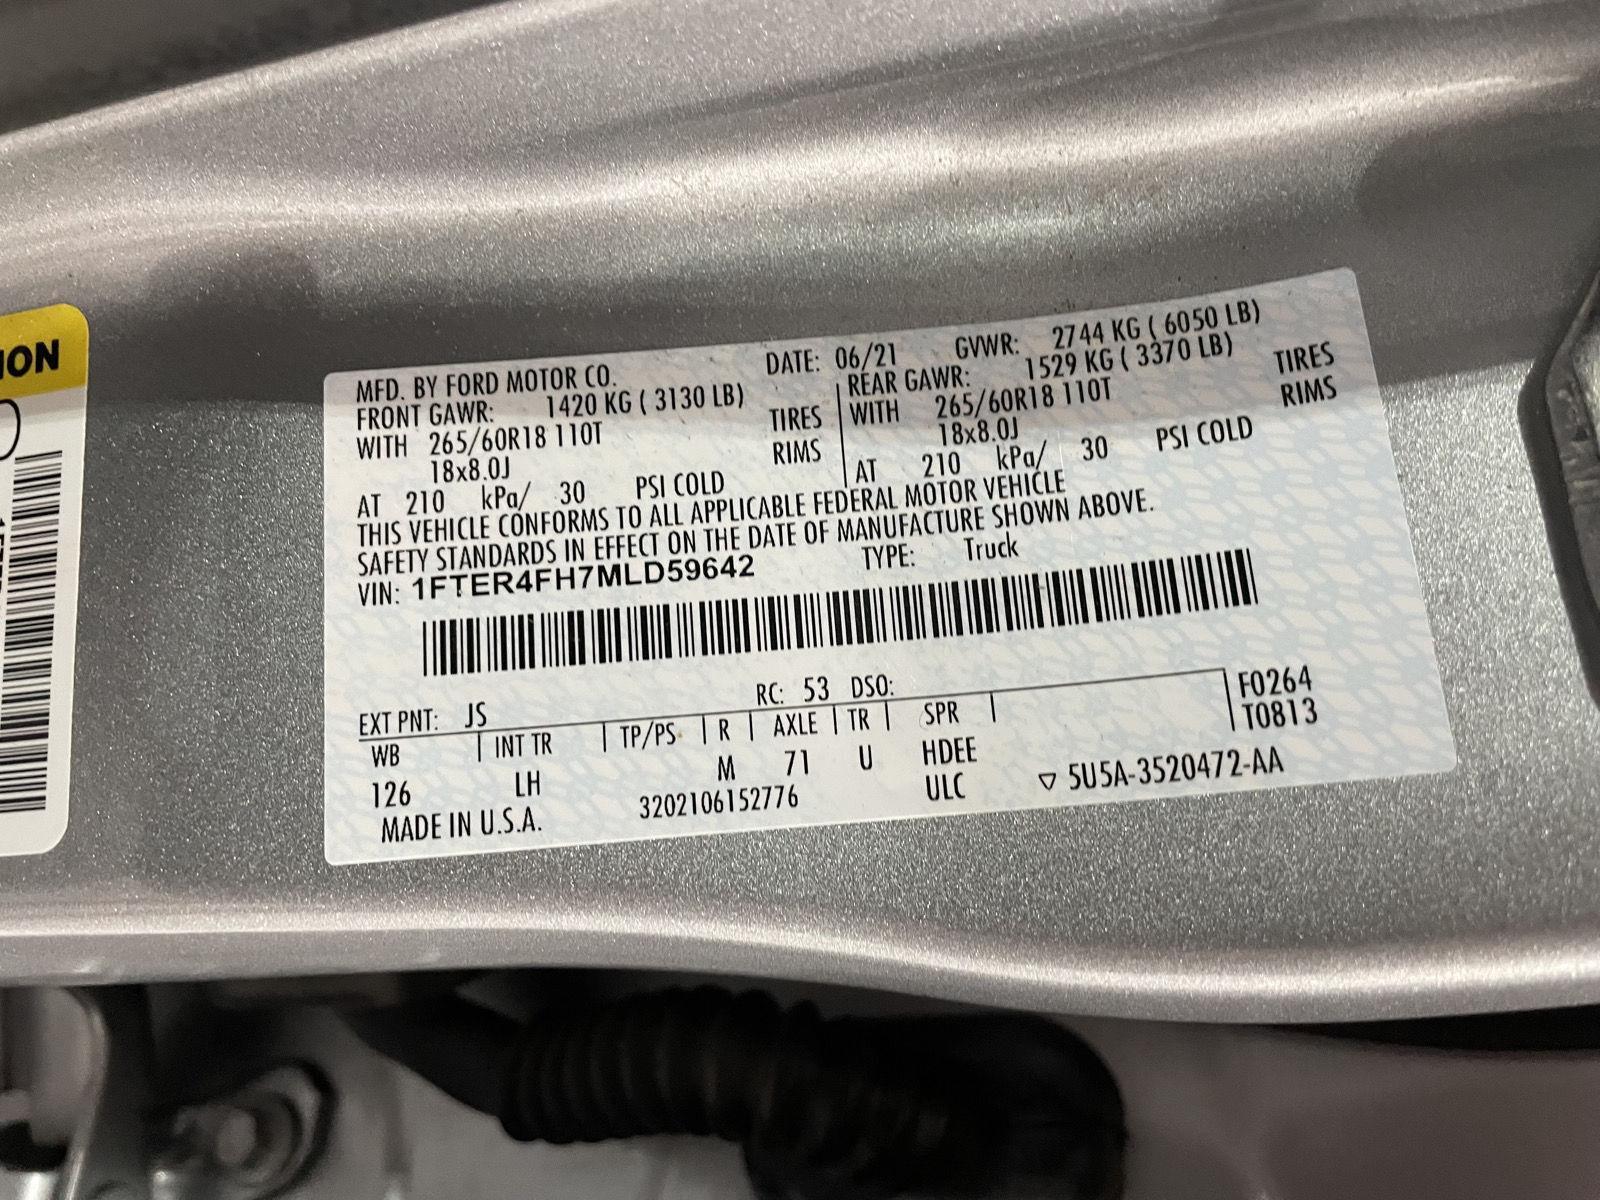 MFD. BY FORD MOTOR CO. DATE: 06/21 GVWR: 2744 KG ( 6050 LB)
FRONT GAWR: 1420 KG ( 3130 LB) REAR GAWR: 1529 KG ( 3370 LB)
WITH 265/60R18 110T TIRES WITH 265/60R18 110T TIRES
18x8.0J RIMS 18x8.0J RIMS
AT 210 kPa/ 30 PSI COLD AT 210 kPa/ 30 PSI COLD
THIS VEHICLE CONFORMS TO ALL APPLICABLE FEDERAL MOTOR VEHICLE
SAFETY STANDARDS IN EFFECT ON THE DATE OF MANUFACTURE SHOWN ABOVE.
VIN: 1FTER4FH7MLD59642 TYPE: Truck
EXT PNT: JS RC: 53 DSO: F0264
WB INT TR TP/PS R AXLE TR SPR T0813
126 LH M 71 U HDEE
MADE IN U.S.A. 3202106152776 ULC 5U5A-3520472-AA